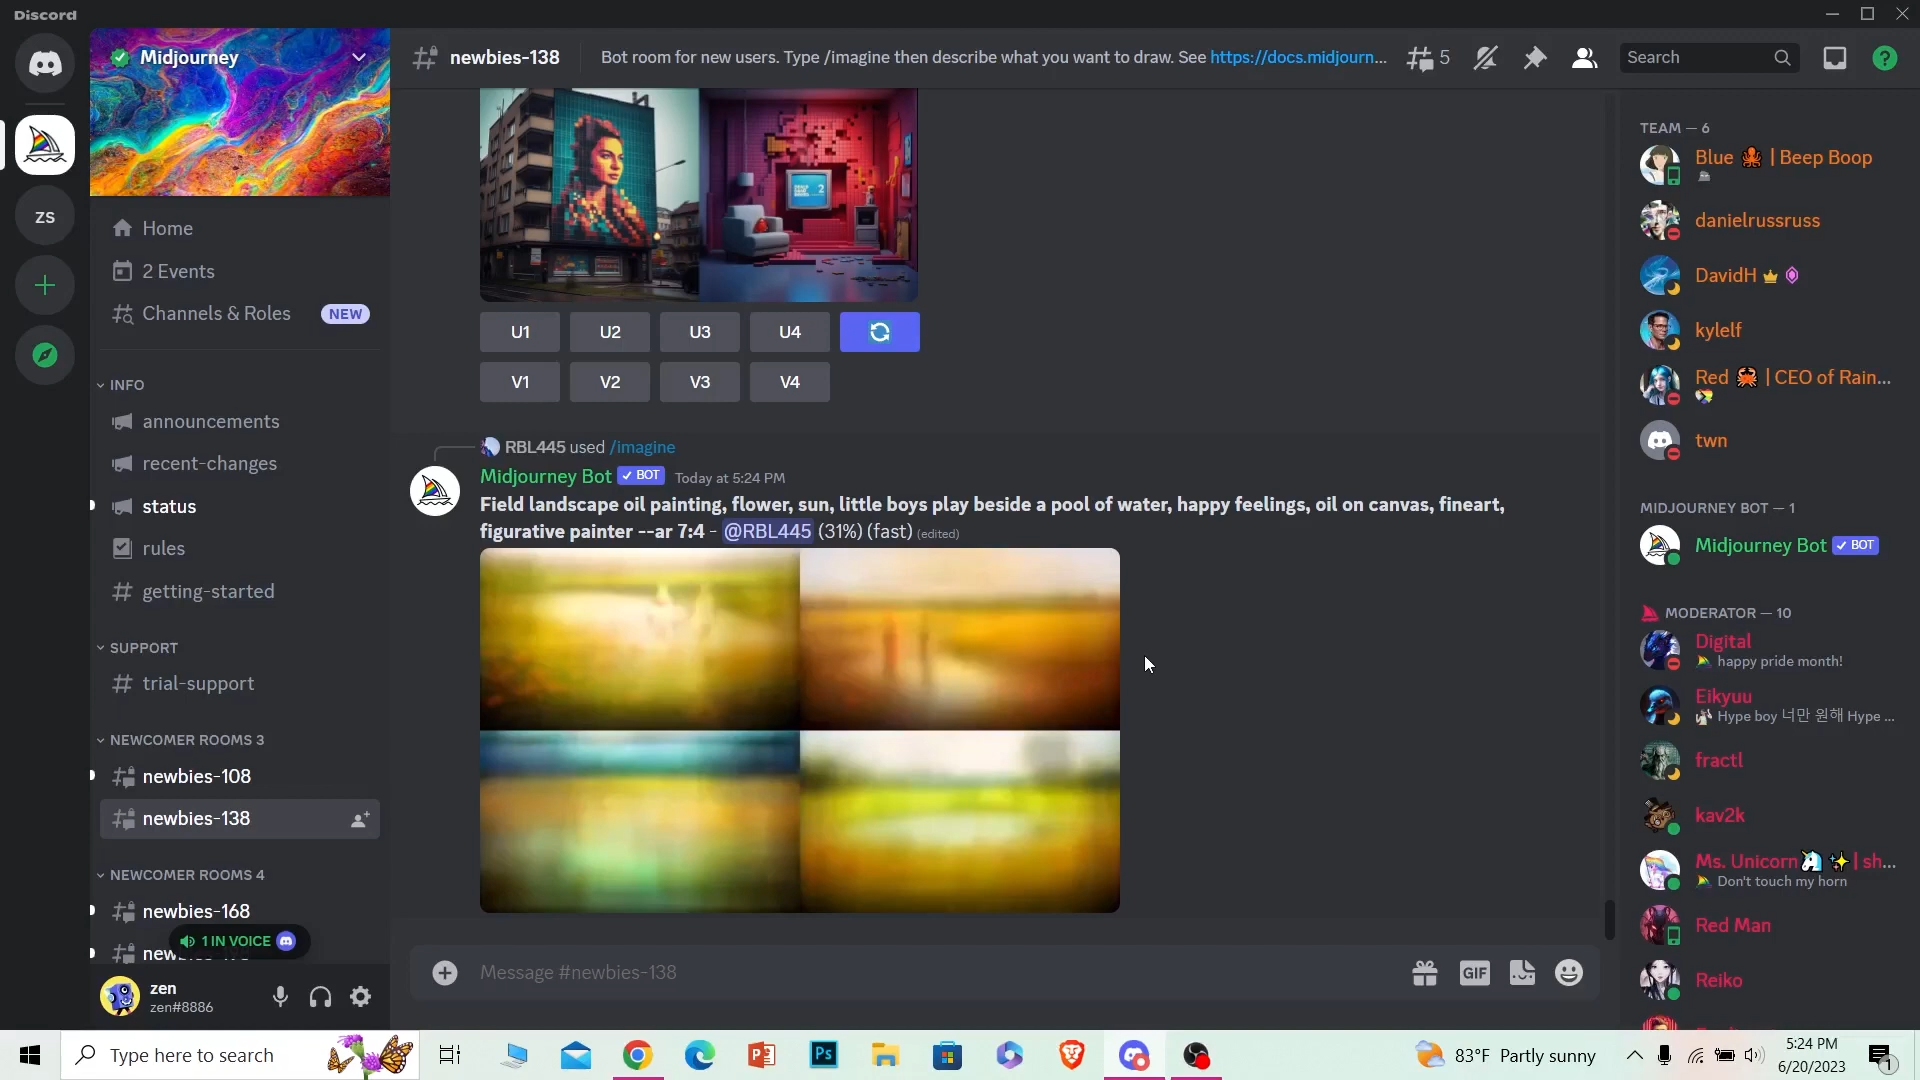 Discord
Midjourney
newbies-138
Bot room for new users. Type /imagine then describe what you want to draw. See https://docs.midjourn...
5
Search
ZS
Home
2 Events
Channels & Roles
NEW
INFO
announcements
recent-changes
status
rules
getting-started
SUPPORT
trial-support
NEWCOMER ROOMS 3
newbies-108
newbies-138
NEWCOMER ROOMS 4
newbies-168
1 IN VOICE
zen
zen#8886
U1
U2
U3
U4
V1
V2
V3
V4
RBL445 used /imagine
Midjourney Bot
BOT
Today at 5:24 PM
Field landscape oil painting, flower, sun, little boys play beside a pool of water, happy feelings, oil on canvas, fineart,
figurative painter --ar 7:4 - @RBL445 (31%) (fast) (edited)
Message #newbies-138
GIF
TEAM — 6
Blue | Beep Boop
danielrussruss
DavidH
kylelf
Red | CEO of Rain...
twn
MIDJOURNEY BOT — 1
Midjourney Bot
BOT
MODERATOR — 10
Digital
happy pride month!
Eikyuu
Hype boy 너만 원해 Hype ...
fractl
kav2k
Ms. Unicorn | sh...
Don't touch my horn
Red Man
Reiko
Type here to search
Ps
83°F Partly sunny
5:24 PM
6/20/2023
1